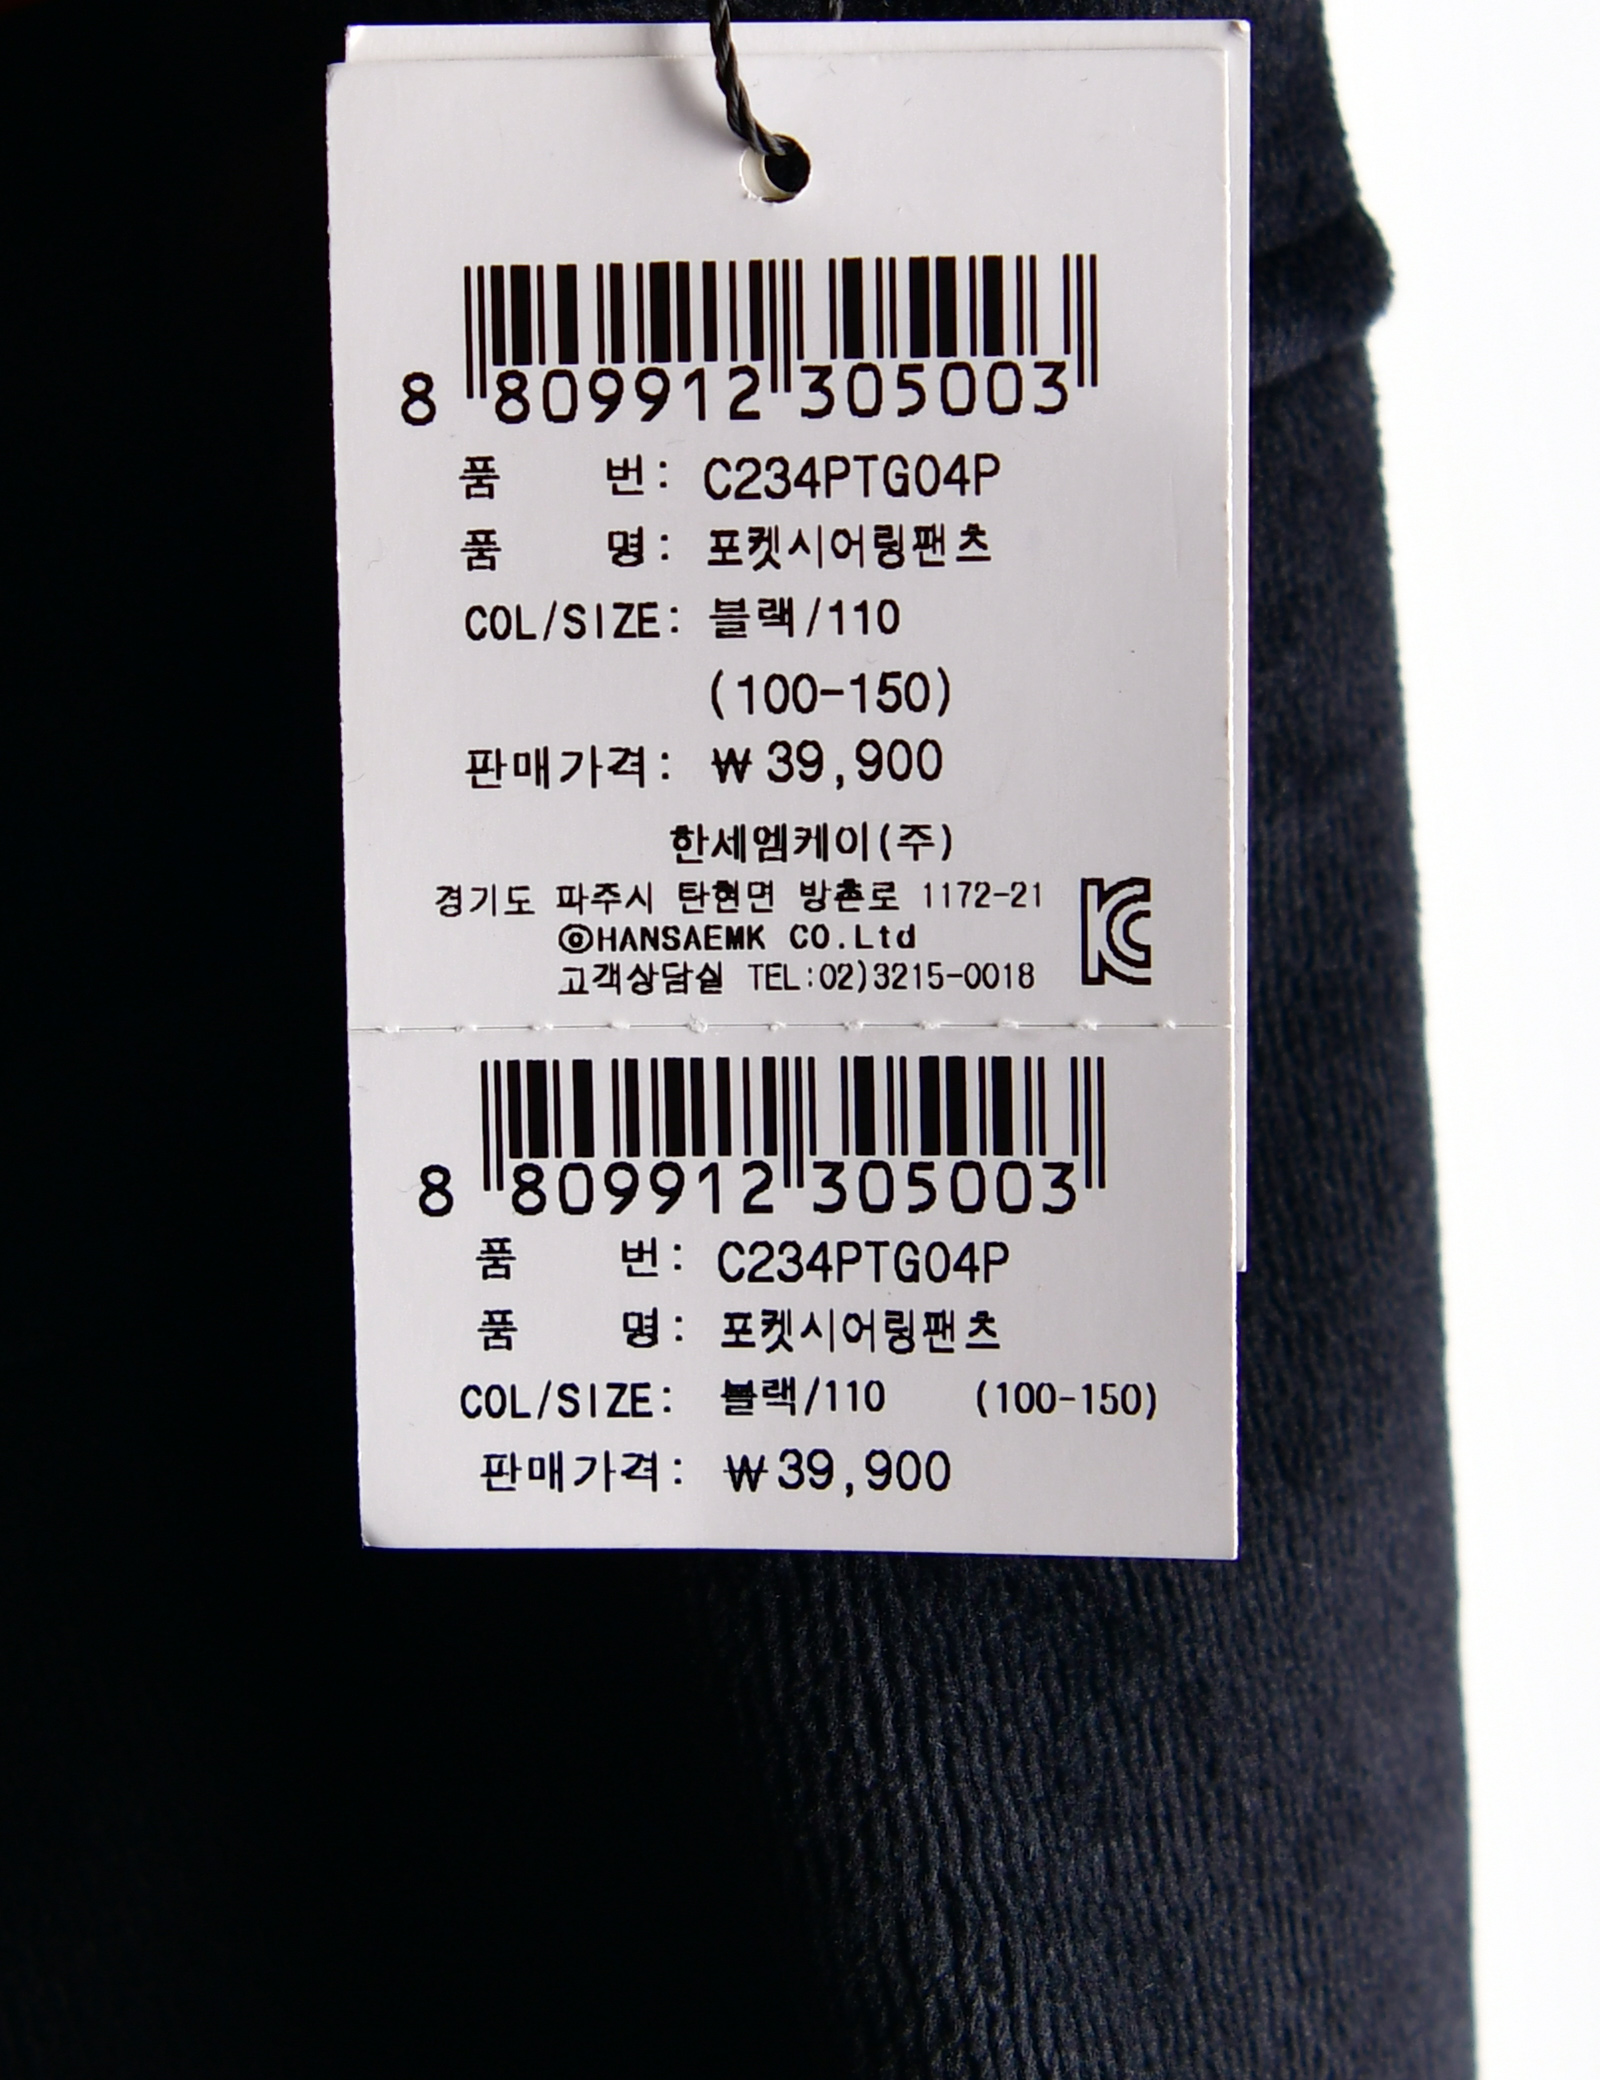 8 809912 305003
품 번: C234PTG04P
품 명: 포켓시어링팬츠
COL/SIZE: 블랙/110
(100-150)
판매가격: ₩39,900
한세엠케이(주)
경기도 파주시 탄현면 방촌로 1172-21
ⓒHANSAEMK CO.Ltd
고객상담실 TEL:02)3215-0018
KC
8 809912 305003
품 번: C234PTG04P
품 명: 포켓시어링팬츠
COL/SIZE: 블랙/110 (100-150)
판매가격: ₩39,900